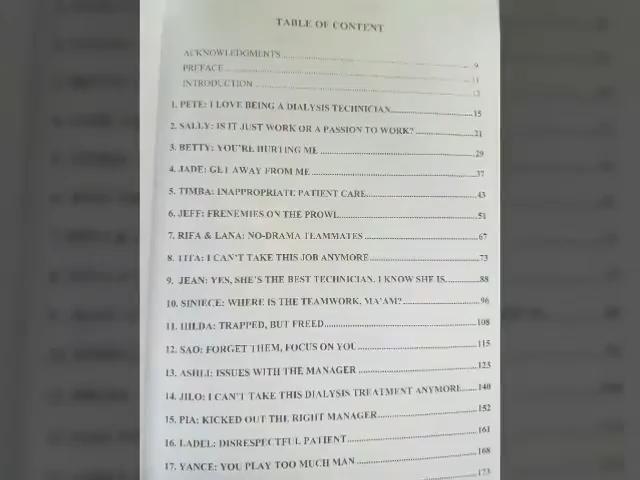 TABLE OF CONTENT
ACKNOWLEDGMENTS 9
PREFACE 11
INTRODUCTION 13
1. PETE: I LOVE BEING A DIALYSIS TECHNICIAN 15
2. SALLY: IS IT JUST WORK OR A PASSION TO WORK? 21
3. BETTY: YOU'RE HURTING ME 29
4. JADE: GET AWAY FROM ME 37
5. TIMBA: INAPPROPRIATE PATIENT CARE 43
6. JEFF: FRENEMIES ON THE PROWL 51
7. RIFA & LANA: NO-DRAMA TEAMMATES 67
8. TITA: I CAN'T TAKE THIS JOB ANYMORE 73
9. JEAN: YES, SHE'S THE BEST TECHNICIAN. I KNOW SHE IS 88
10. SINIECE: WHERE IS THE TEAMWORK, MA'AM? 96
11. HILDA: TRAPPED, BUT FREED 108
12. SAO: FORGET THEM, FOCUS ON YOU 115
13. ASHLI: ISSUES WITH THE MANAGER 123
14. JILO: I CAN'T TAKE THIS DIALYSIS TREATMENT ANYMORE 140
15. PIA: KICKED OUT THE RIGHT MANAGER 152
16. LADEL: DISRESPECTFUL PATIENT 161
17. YANCE: YOU PLAY TOO MUCH MAN 168
173